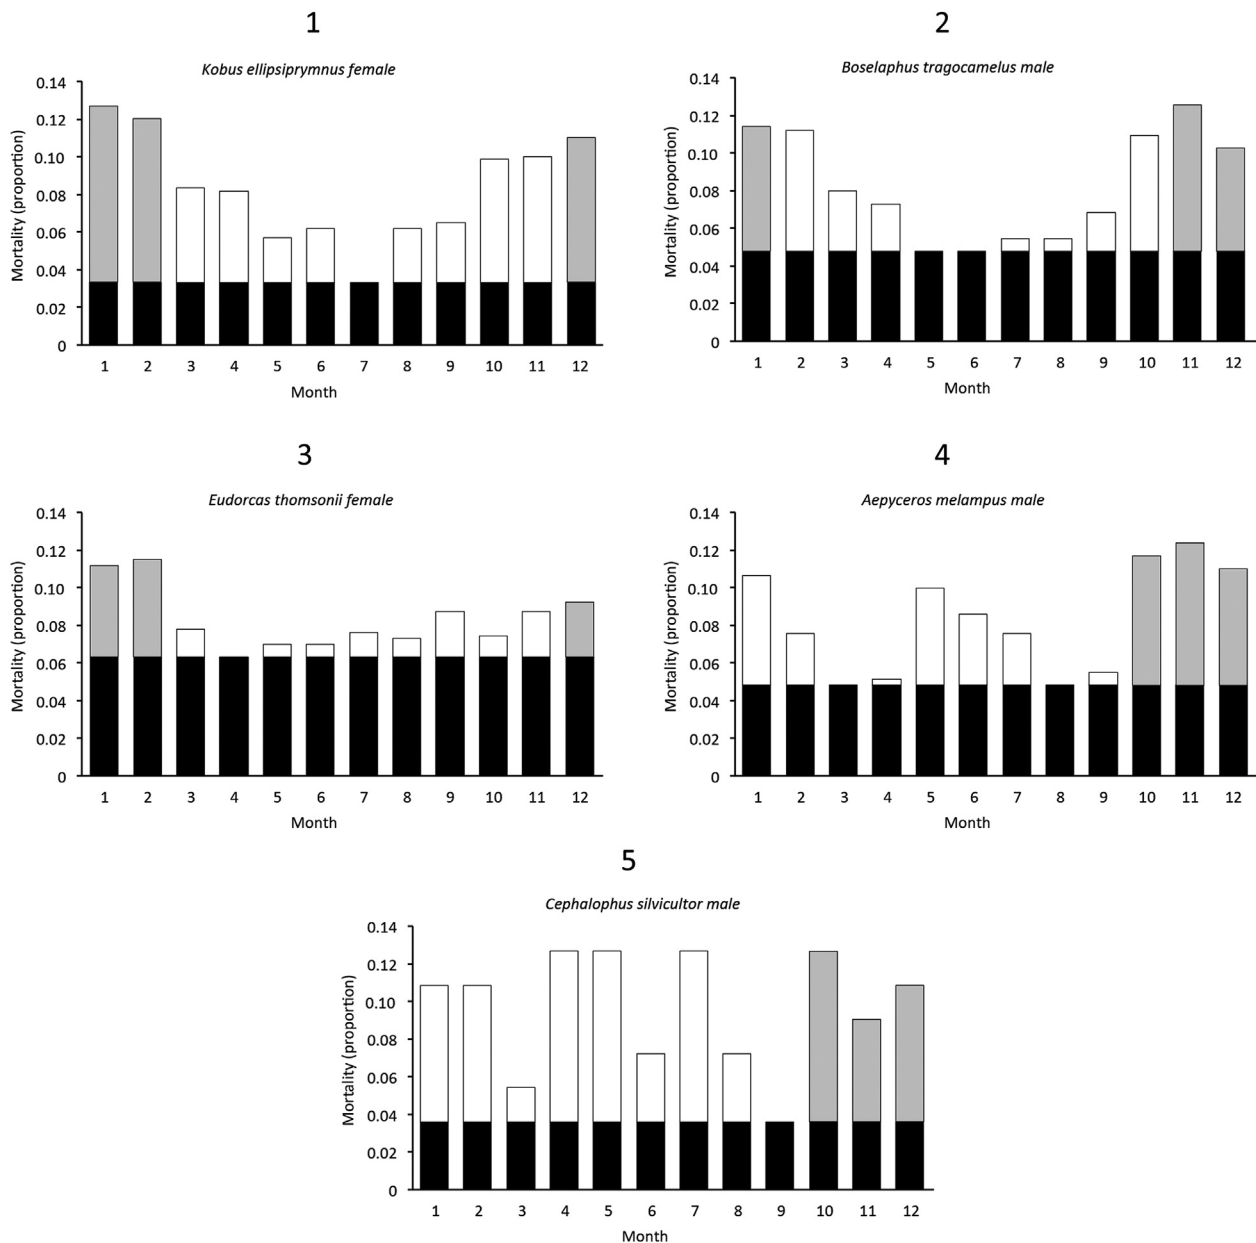 1
Kobus ellipsiprymnus female
Mortality (proportion)
0.14
0.12
0.10
0.08
0.06
0.04
0.02
0
1 2 3 4 5 6 7 8 9 10 11 12
Month
2
Boselaphus tragocamelus male
Mortality (proportion)
0.14
0.12
0.10
0.08
0.06
0.04
0.02
0
1 2 3 4 5 6 7 8 9 10 11 12
Month
3
Eudorcas thomsonii female
Mortality (proportion)
0.14
0.12
0.10
0.08
0.06
0.04
0.02
0
1 2 3 4 5 6 7 8 9 10 11 12
Month
4
Aepyceros melampus male
Mortality (proportion)
0.14
0.12
0.10
0.08
0.06
0.04
0.02
0
1 2 3 4 5 6 7 8 9 10 11 12
Month
5
Cephalophus silvicultor male
Mortality (proportion)
0.14
0.12
0.10
0.08
0.06
0.04
0.02
0
1 2 3 4 5 6 7 8 9 10 11 12
Month